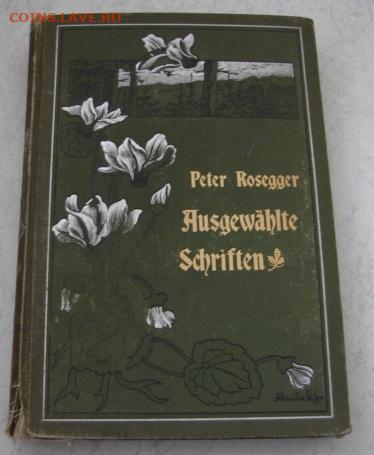 COINS.LAVE.RU
Peter Rosegger
Ausgewählte
Schriften